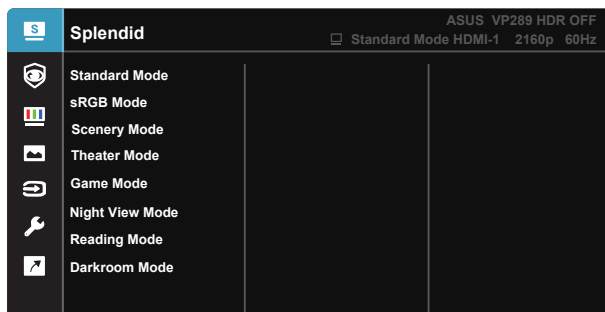 S
Splendid
ASUS VP289 HDR OFF
Standard Mode HDMI-1 2160p 60Hz
Standard Mode
sRGB Mode
Scenery Mode
Theater Mode
Game Mode
Night View Mode
Reading Mode
Darkroom Mode